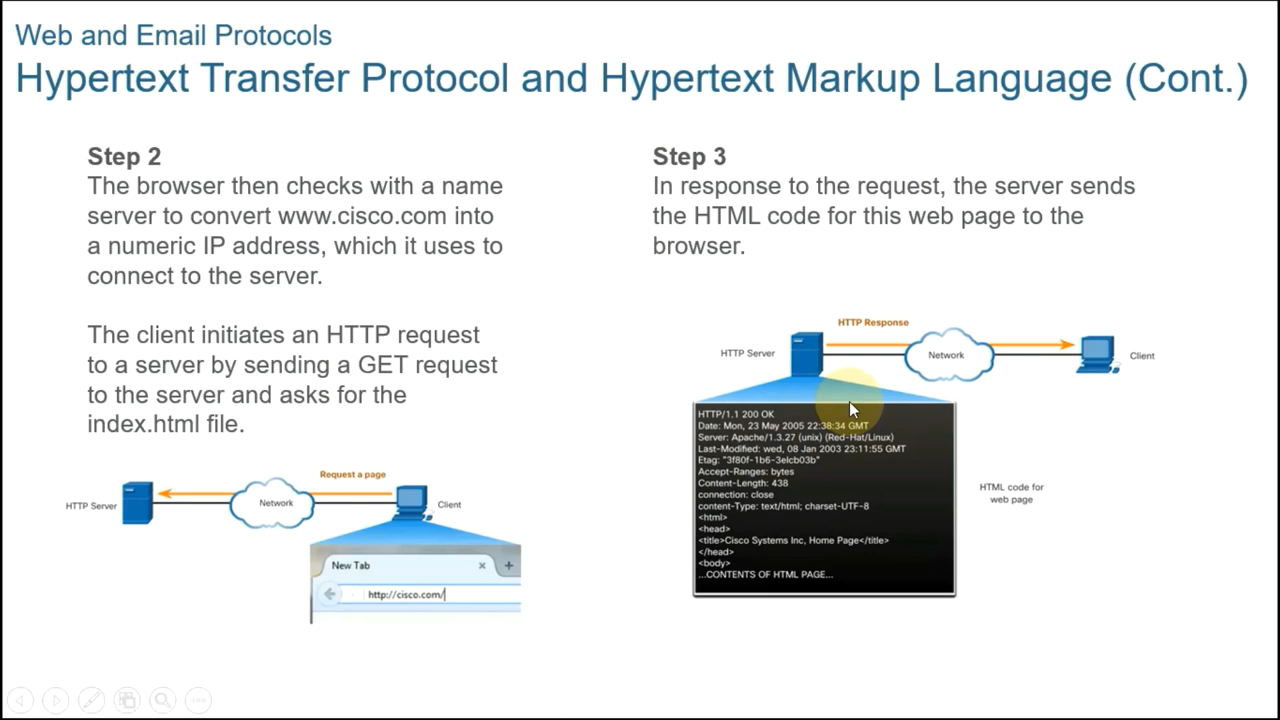 Web and Email Protocols
Hypertext Transfer Protocol and Hypertext Markup Language (Cont.)
Step 2
The browser then checks with a name
server to convert www.cisco.com into
a numeric IP address, which it uses to
connect to the server.
The client initiates an HTTP request
to a server by sending a GET request
to the server and asks for the
index.html file.
Request a page
HTTP Server
Network
Client
New Tab
http://cisco.com/
Step 3
In response to the request, the server sends
the HTML code for this web page to the
browser.
HTTP Response
HTTP Server
Network
Client
HTTP/1.1 200 OK
Date: Mon, 23 May 2005 22:38:34 GMT
Server: Apache/1.3.27 (unix) (Red-Hat/Linux)
Last-Modified: wed, 08 Jan 2003 23:11:55 GMT
Etag: "3f80f-1b6-3elcb03b"
Accept-Ranges: bytes
Content-Length: 438
connection: close
content-Type: text/html; charset-UTF-8
<html>
<head>
<title>Cisco Systems Inc, Home Page</title>
</head>
<body>
...CONTENTS OF HTML PAGE...
HTML code for
web page